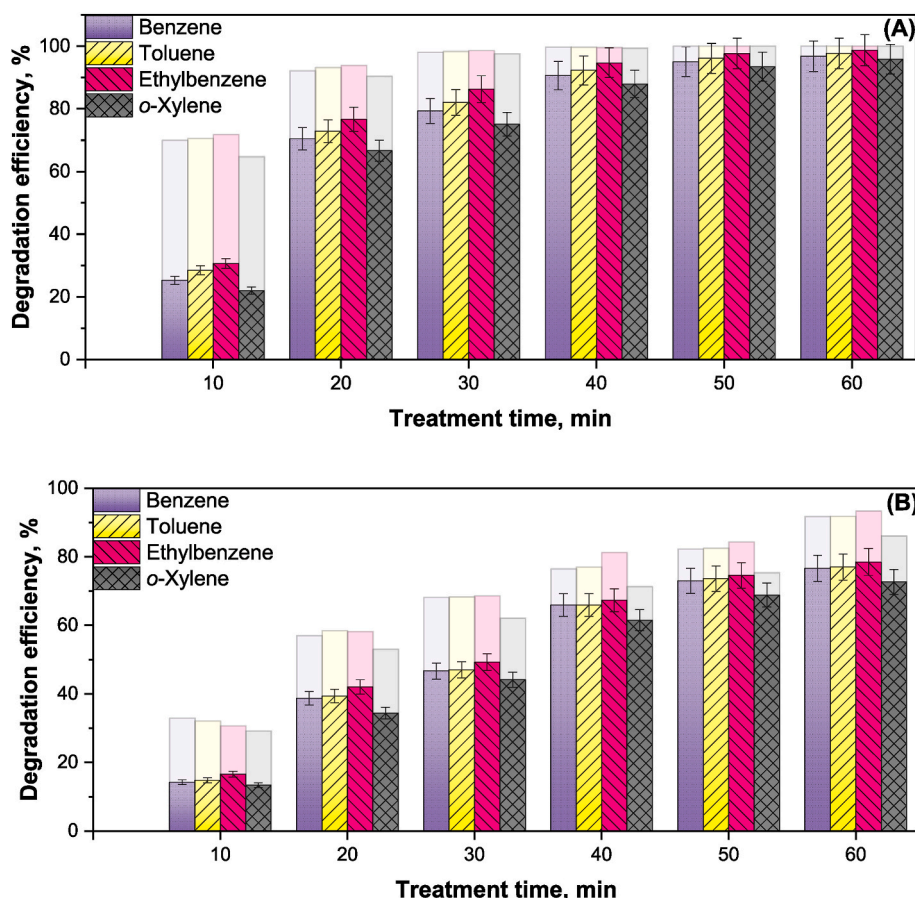 (A)
Benzene
Toluene
Ethylbenzene
o-Xylene
Degradation efficiency, %
100
80
60
40
20
0
10 20 30 40 50 60
Treatment time, min
(B)
Benzene
Toluene
Ethylbenzene
o-Xylene
Degradation efficiency, %
100
80
60
40
20
0
10 20 30 40 50 60
Treatment time, min